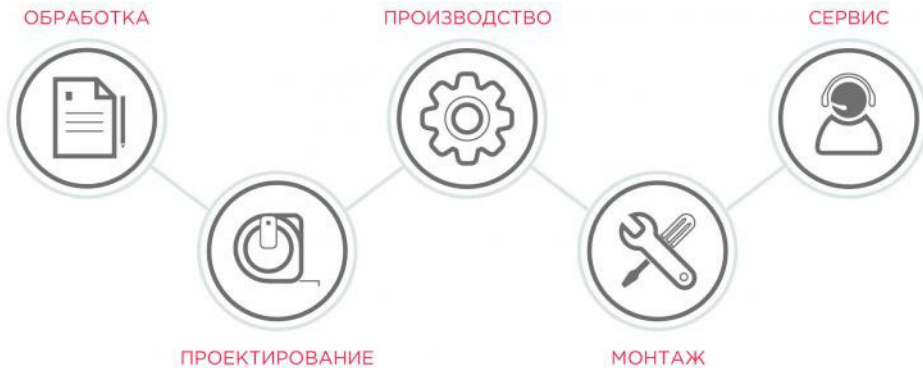 ОБРАБОТКА
ПРОИЗВОДСТВО
СЕРВИС
ПРОЕКТИРОВАНИЕ
МОНТАЖ